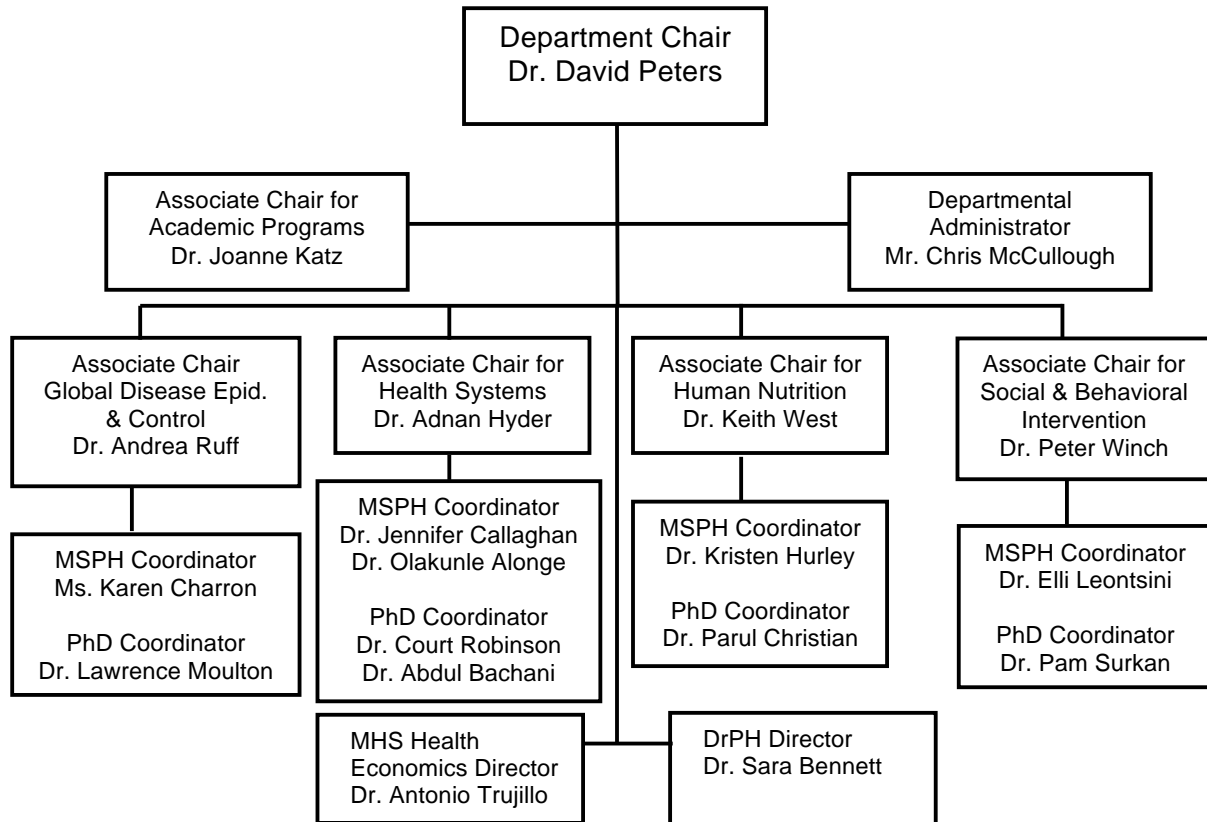 Department Chair
Dr. David Peters
Associate Chair for
Academic Programs
Dr. Joanne Katz
Departmental
Administrator
Mr. Chris McCullough
Associate Chair
Global Disease Epid.
& Control
Dr. Andrea Ruff
Associate Chair for
Health Systems
Dr. Adnan Hyder
Associate Chair for
Human Nutrition
Dr. Keith West
Associate Chair for
Social & Behavioral
Intervention
Dr. Peter Winch
MSPH Coordinator
Ms. Karen Charron
PhD Coordinator
Dr. Lawrence Moulton
MSPH Coordinator
Dr. Jennifer Callaghan
Dr. Olakunle Alonge
PhD Coordinator
Dr. Court Robinson
Dr. Abdul Bachani
MSPH Coordinator
Dr. Kristen Hurley
PhD Coordinator
Dr. Parul Christian
MSPH Coordinator
Dr. Elli Leontsini
PhD Coordinator
Dr. Pam Surkan
MHS Health
Economics Director
Dr. Antonio Trujillo
DrPH Director
Dr. Sara Bennett